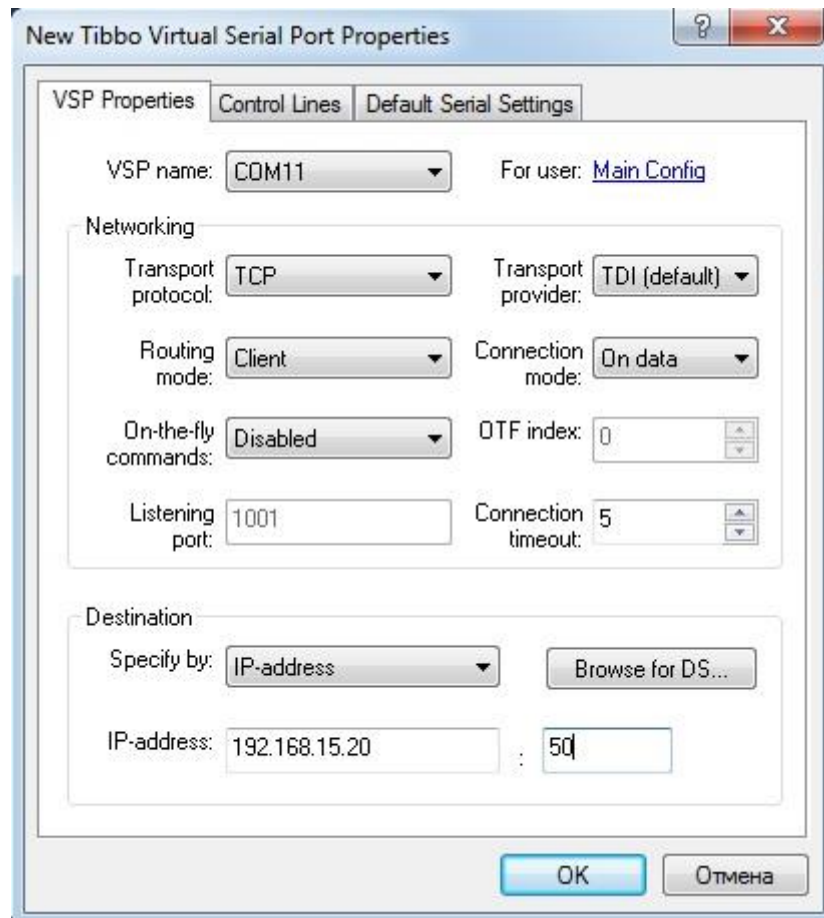 New Tibbo Virtual Serial Port Properties
VSP Properties Control Lines Default Serial Settings
VSP name: COM11 For user: Main Config
Networking
Transport protocol: TCP Transport provider: TDI (default)
Routing mode: Client Connection mode: On data
On-the-fly commands: Disabled OTF index: 0
Listening port: 1001 Connection timeout: 5
Destination
Specify by: IP-address Browse for DS...
IP-address: 192.168.15.20 : 50
OK Отмена